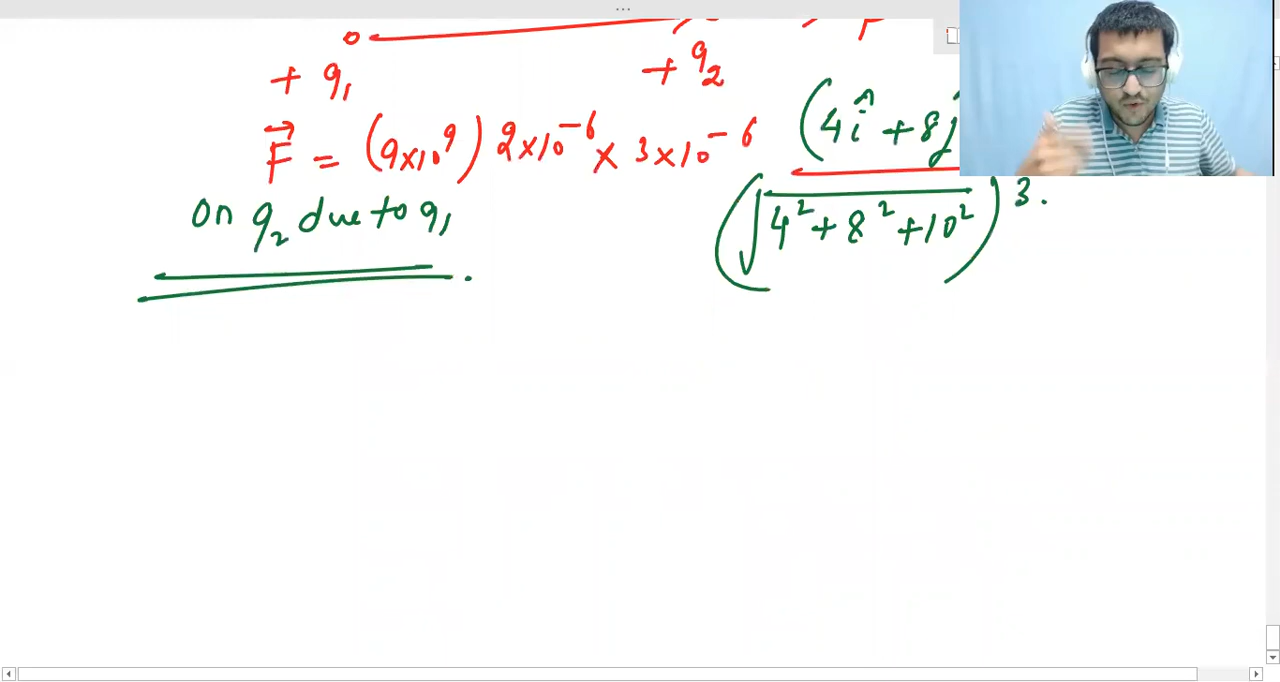 + q₁ + q₂
F⃗ = (9×10⁹) 2×10⁻⁶ × 3×10⁻⁶ (4î + 8j
on q₂ due to q₁ (√4² + 8² + 10²)³.